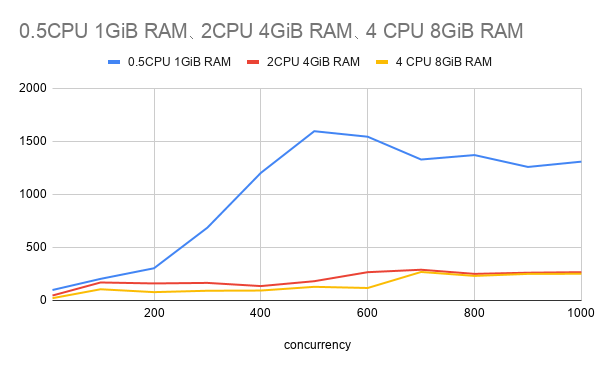 0.5CPU 1GiB RAM、2CPU 4GiB RAM、4 CPU 8GiB RAM
0.5CPU 1GiB RAM 2CPU 4GiB RAM 4 CPU 8GiB RAM
2000
1500
1000
500
0
200 400 600 800 1000
concurrency